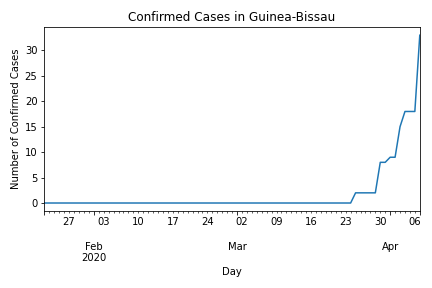 Confirmed Cases in Guinea-Bissau
Number of Confirmed Cases
30
25
20
15
10
5
0
27 03 10 17 24 02 09 16 23 30 06
Feb Mar Apr
2020
Day